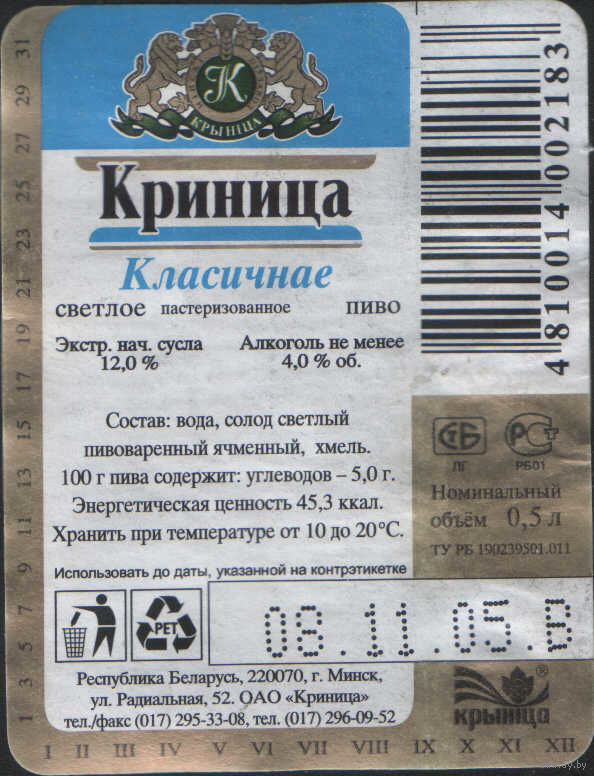 КРЫНІЦА
Криница
Класичнае
светлое пастеризованное пиво
Экстр. нач. сусла Алкоголь не менее
12,0 % 4,0 % об.
Состав: вода, солод светлый
пивоваренный ячменный, хмель.
100 г пива содержит: углеводов – 5,0 г.
Энергетическая ценность 45,3 ккал.
Хранить при температуре от 10 до 20°С.
Использовать до даты, указанной на контрэтикетке
PET
08.11.05.В
Республика Беларусь, 220070, г. Минск,
ул. Радиальная, 52. ОАО «Криница»
тел./факс (017) 295-33-08, тел. (017) 296-09-52
4810014002183
СТБ РСТ
ЛГ РБ01
Номинальный
объём 0,5 л
ТУ РБ 190239501.011
крыніца®
31
29
27
25
23
21
19
17
15
13
11
9
7
5
3
1
I II III IV V VI VII VIII IX X XI XII